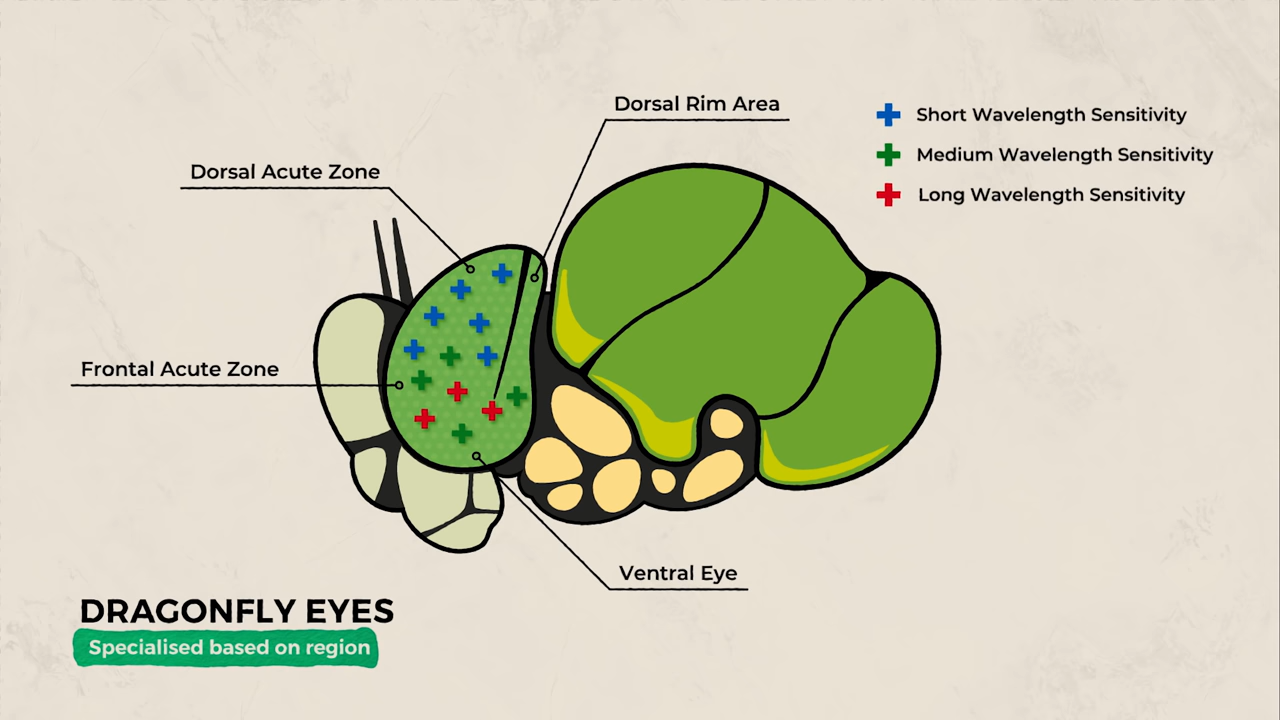 Dorsal Rim Area
Short Wavelength Sensitivity
Medium Wavelength Sensitivity
Dorsal Acute Zone
Long Wavelength Sensitivity
Frontal Acute Zone
Ventral Eye
DRAGONFLY EYES
Specialised based on region